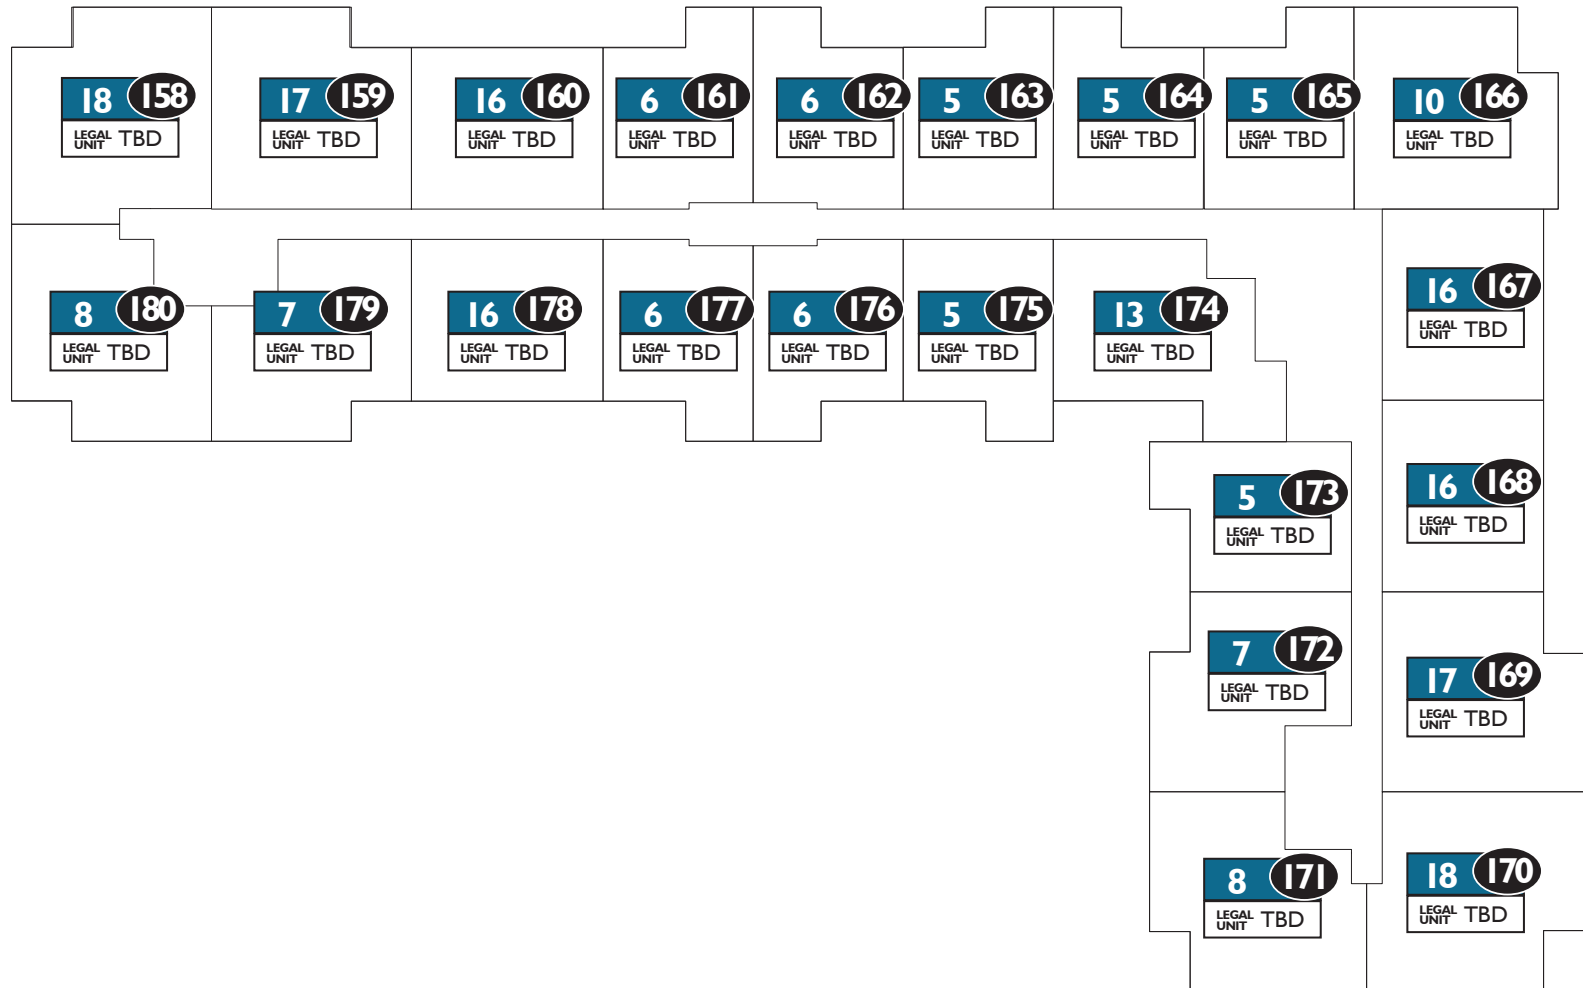 18 158
LEGAL UNIT TBD
17 159
LEGAL UNIT TBD
16 160
LEGAL UNIT TBD
6 161
LEGAL UNIT TBD
6 162
LEGAL UNIT TBD
5 163
LEGAL UNIT TBD
5 164
LEGAL UNIT TBD
5 165
LEGAL UNIT TBD
10 166
LEGAL UNIT TBD
8 180
LEGAL UNIT TBD
7 179
LEGAL UNIT TBD
16 178
LEGAL UNIT TBD
6 177
LEGAL UNIT TBD
6 176
LEGAL UNIT TBD
5 175
LEGAL UNIT TBD
13 174
LEGAL UNIT TBD
16 167
LEGAL UNIT TBD
5 173
LEGAL UNIT TBD
16 168
LEGAL UNIT TBD
7 172
LEGAL UNIT TBD
17 169
LEGAL UNIT TBD
8 171
LEGAL UNIT TBD
18 170
LEGAL UNIT TBD